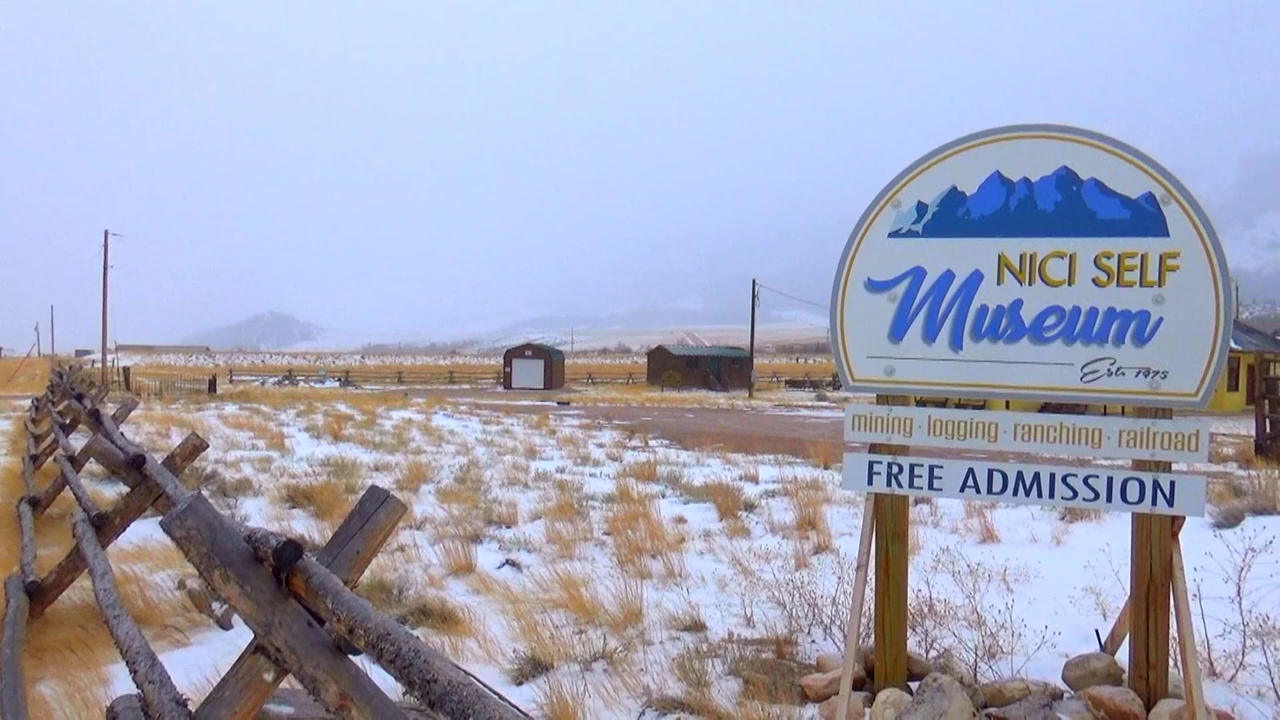 NICI SELF
Museum
Est. 1975
mining · logging · ranching · railroad
FREE ADMISSION